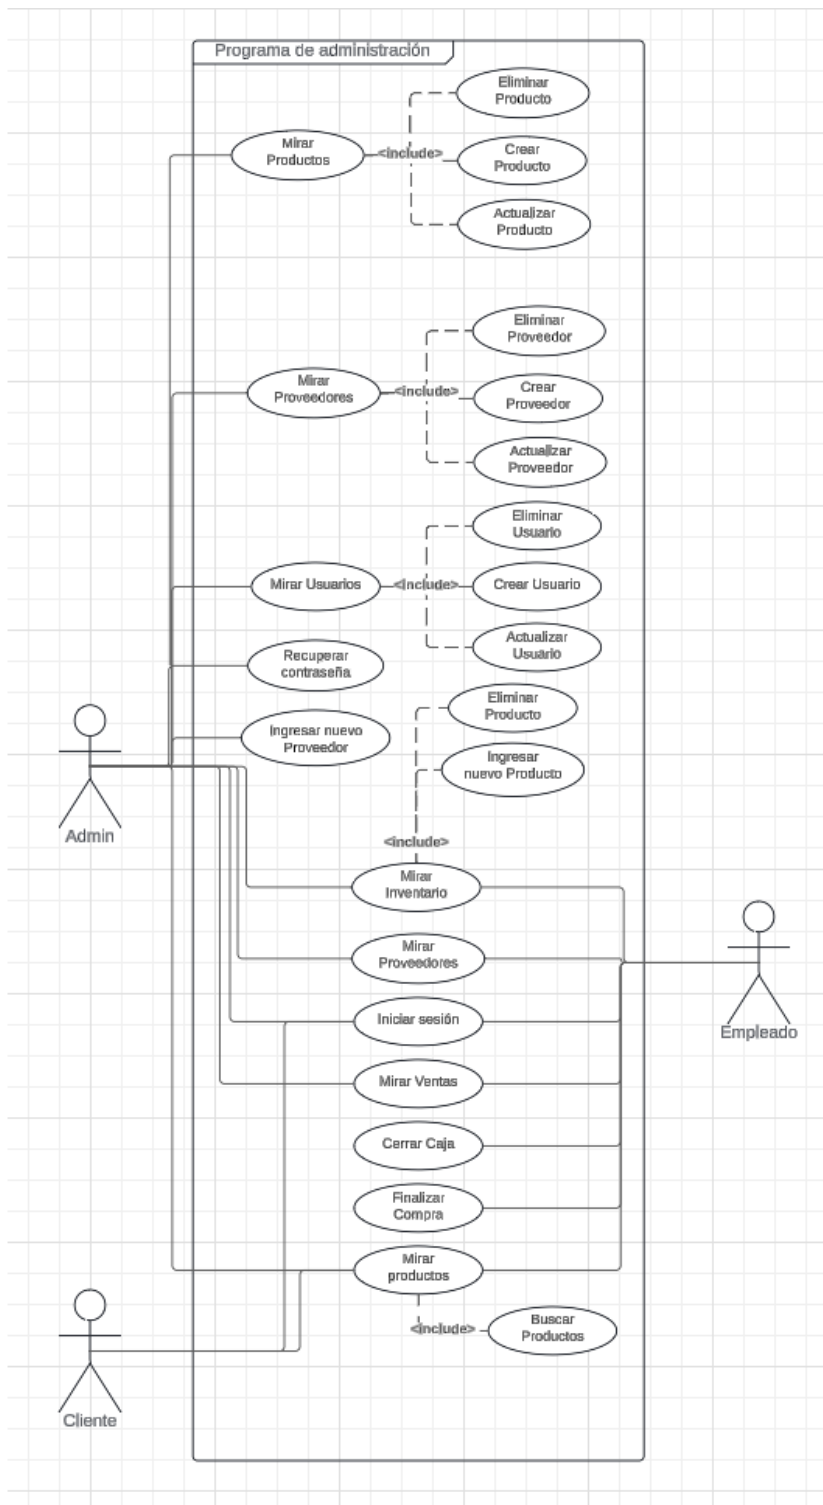 Programa de administración
Eliminar
Producto
Mirar
Productos
<include>
Crear
Producto
Actualizar
Producto
Eliminar
Proveedor
Mirar
Proveedores
<include>
Crear
Proveedor
Actualizar
Proveedor
Eliminar
Usuario
Mirar Usuarios
<include>
Crear Usuario
Actualizar
Usuario
Recuperar
contraseña
Eliminar
Producto
Ingresar nuevo
Proveedor
Ingresar
nuevo Producto
Admin
<include>
Mirar
Inventario
Mirar
Proveedores
Iniciar sesión
Empleado
Mirar Ventas
Cerrar Caja
Finalizar
Compra
Mirar
productos
<include>
Buscar
Productos
Cliente